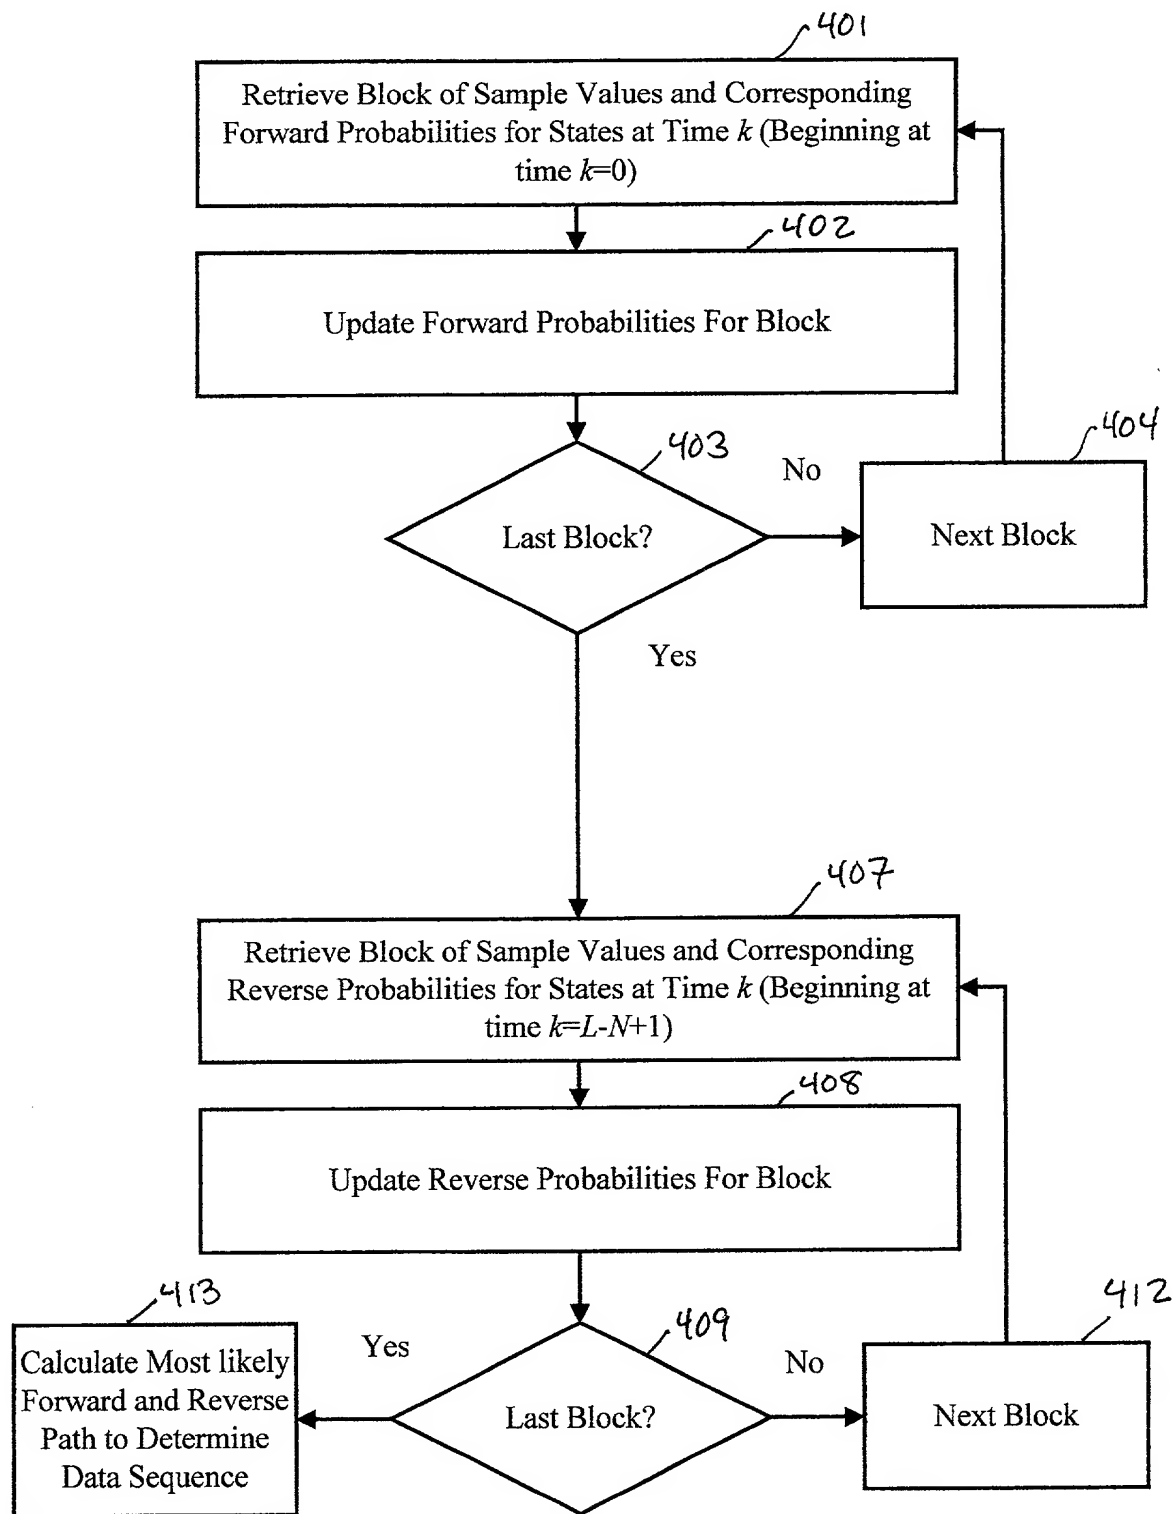 401
Retrieve Block of Sample Values and Corresponding
Forward Probabilities for States at Time k (Beginning at
time k=0)
402
Update Forward Probabilities For Block
403
404
No
Last Block?
Next Block
Yes
407
Retrieve Block of Sample Values and Corresponding
Reverse Probabilities for States at Time k (Beginning at
time k=L-N+1)
408
Update Reverse Probabilities For Block
413
409
412
Yes
No
Calculate Most likely
Forward and Reverse
Path to Determine
Data Sequence
Last Block?
Next Block